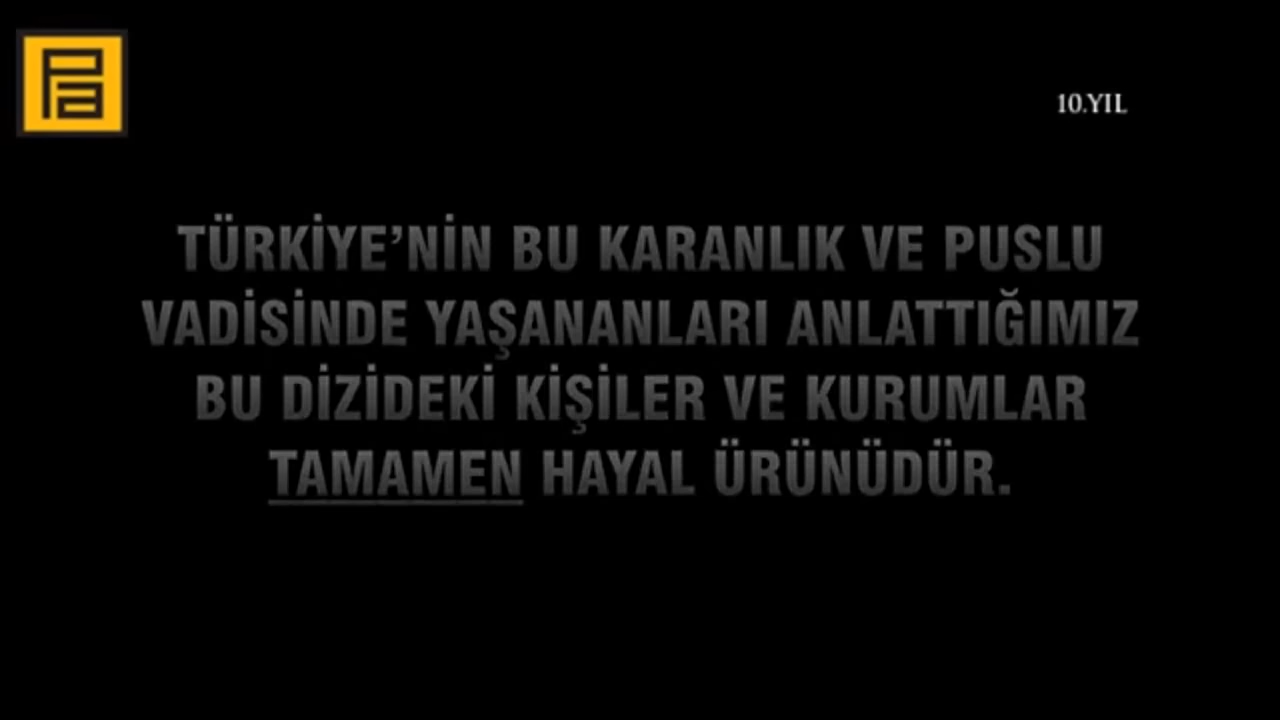 Pa
10.YIL
TÜRKİYE'NİN BU KARANLIK VE PUSLU
VADİSİNDE YAŞANANLARI ANLATTIĞIMIZ
BU DİZİDEKİ KİŞİLER VE KURUMLAR
TAMAMEN HAYAL ÜRÜNÜDÜR.